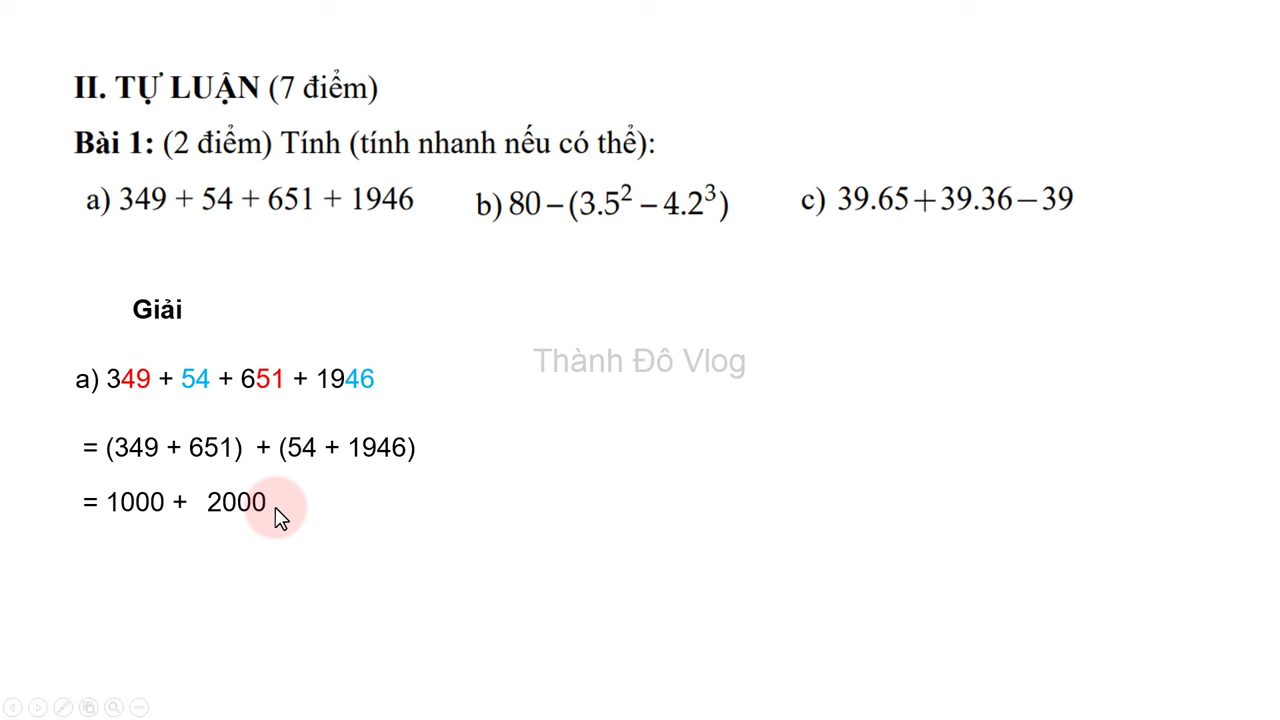 II. TỰ LUẬN (7 điểm)
Bài 1: (2 điểm) Tính (tính nhanh nếu có thể):
a) 349 + 54 + 651 + 1946 b) 80 – (3.5² – 4.2³) c) 39.65 + 39.36 – 39
Giải
Thành Đô Vlog
a) 349 + 54 + 651 + 1946
= (349 + 651) + (54 + 1946)
= 1000 + 2000